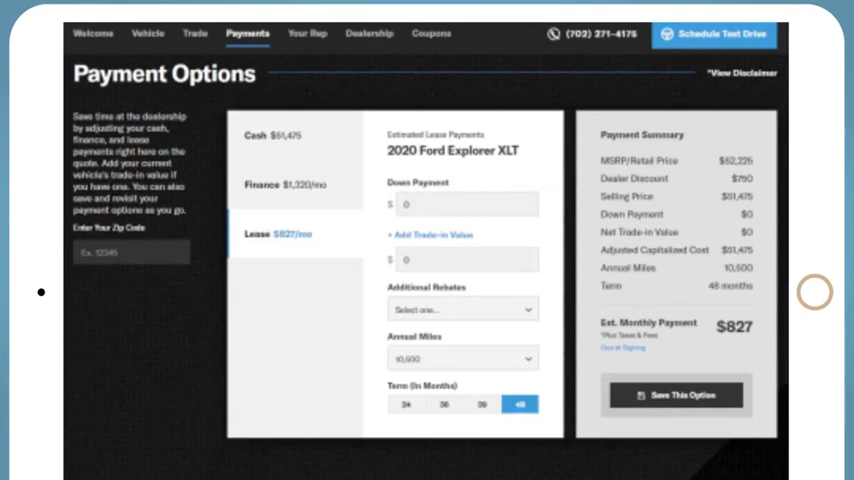 Welcome Vehicle Trade Payments Your Rep Dealership Coupons (702) 271-4175 Schedule Test Drive
Payment Options
*View Disclaimer
Save time at the dealership
by adjusting your cash,
finance, and lease
payments right here on the
quote. Add your current
vehicle's trade-in value if
you have one. You can also
save and revisit your
payment options as you go.
Enter Your Zip Code
Ex. 12345
Cash $51,475
Finance $1,320/mo
Lease $827/mo
Estimated Lease Payments
2020 Ford Explorer XLT
Down Payment
$ 0
+ Add Trade-in Value
$ 0
Additional Rebates
Select one...
Annual Miles
10,500
Term (In Months)
24 36 39 48
Payment Summary
MSRP/Retail Price $52,225
Dealer Discount $750
Selling Price $51,475
Down Payment $0
Net Trade-in Value $0
Adjusted Capitalized Cost $51,475
Annual Miles 10,500
Term 48 months
Est. Monthly Payment $827
*Plus Taxes & Fees
Due at Signing
Save This Option